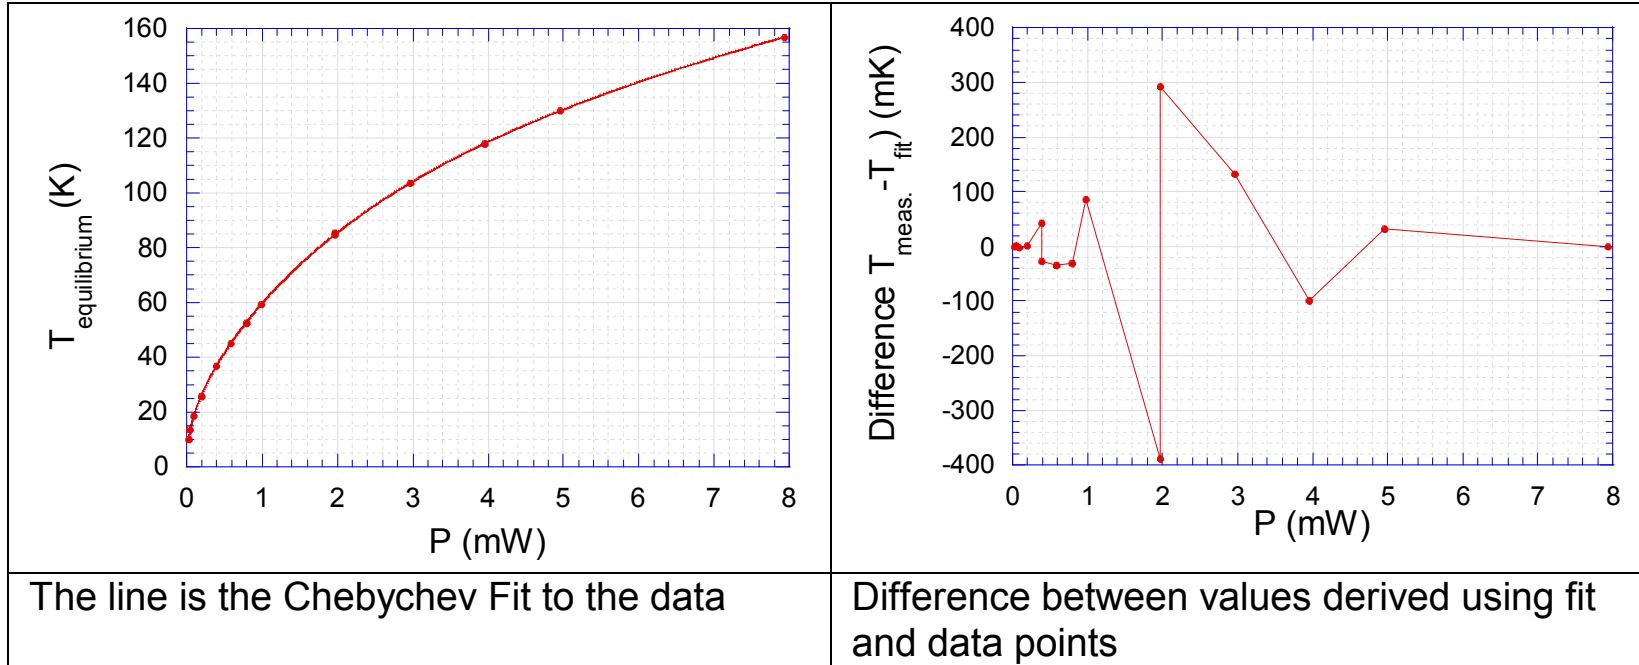 160
140
120
100
80
60
40
20
0
T equilibrium (K)
0 1 2 3 4 5 6 7 8
P (mW)
400
300
200
100
0
-100
-200
-300
-400
Difference T meas. -T fit) (mK)
0 1 2 3 4 5 6 7 8
P (mW)
The line is the Chebychev Fit to the data
Difference between values derived using fit
and data points